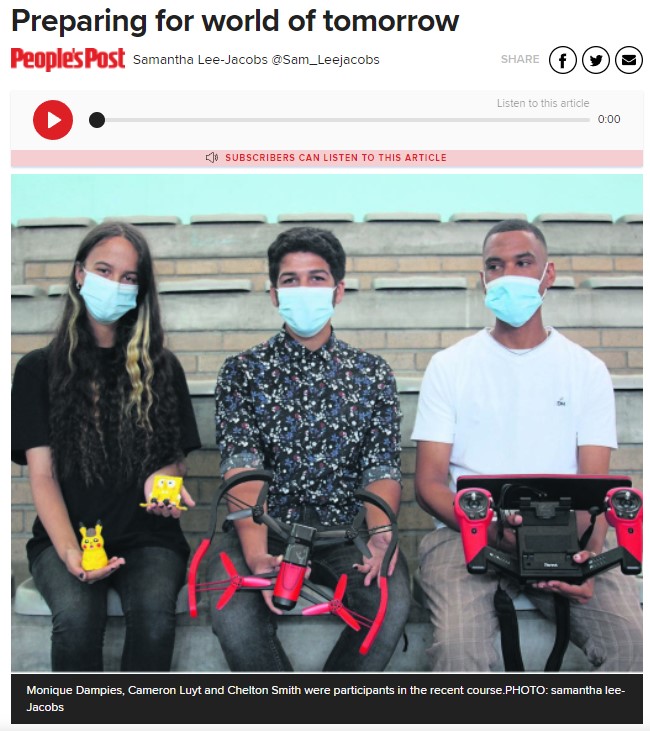 Preparing for world of tomorrow
People's Post Samantha Lee-Jacobs @Sam_Leejacobs SHARE
Listen to this article
0:00
SUBSCRIBERS CAN LISTEN TO THIS ARTICLE
Monique Dampies, Cameron Luyt and Chelton Smith were participants in the recent course.PHOTO: samantha lee-
Jacobs